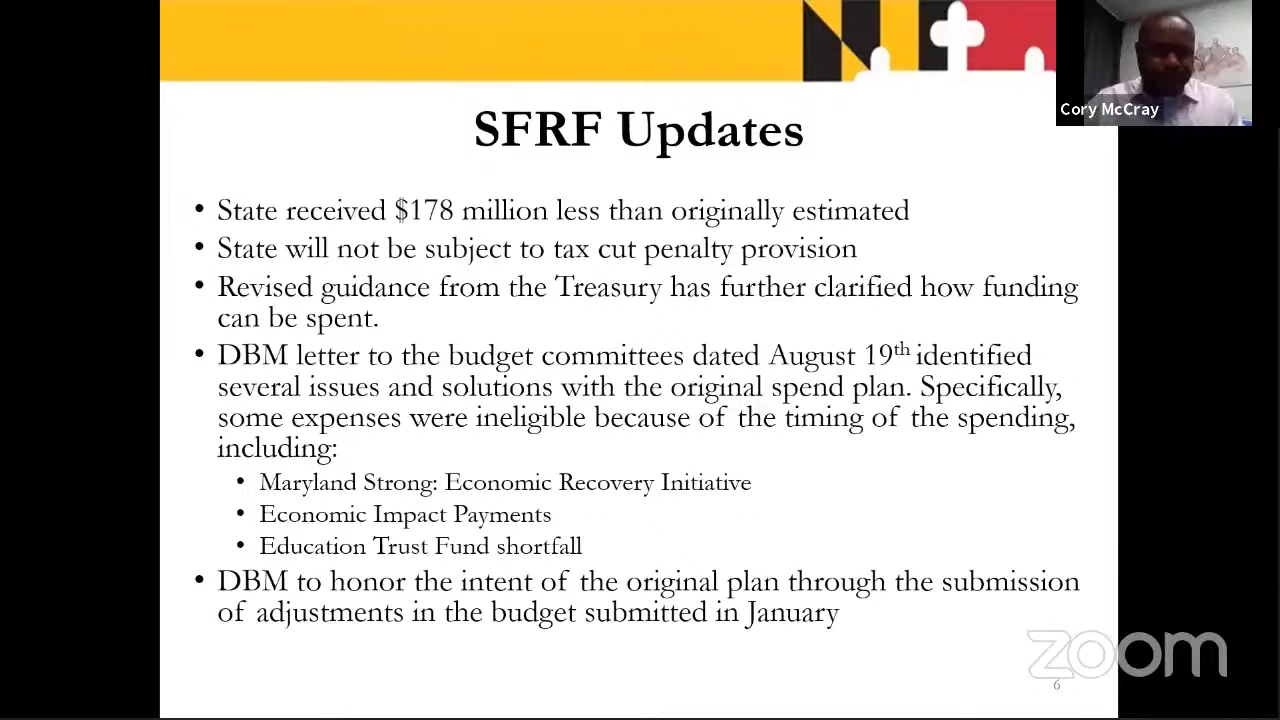 Cory McCray
SFRF Updates
• State received $178 million less than originally estimated
• State will not be subject to tax cut penalty provision
• Revised guidance from the Treasury has further clarified how funding
can be spent.
• DBM letter to the budget committees dated August 19th identified
several issues and solutions with the original spend plan. Specifically,
some expenses were ineligible because of the timing of the spending,
including:
• Maryland Strong: Economic Recovery Initiative
• Economic Impact Payments
• Education Trust Fund shortfall
• DBM to honor the intent of the original plan through the submission
of adjustments in the budget submitted in January
zoom
6